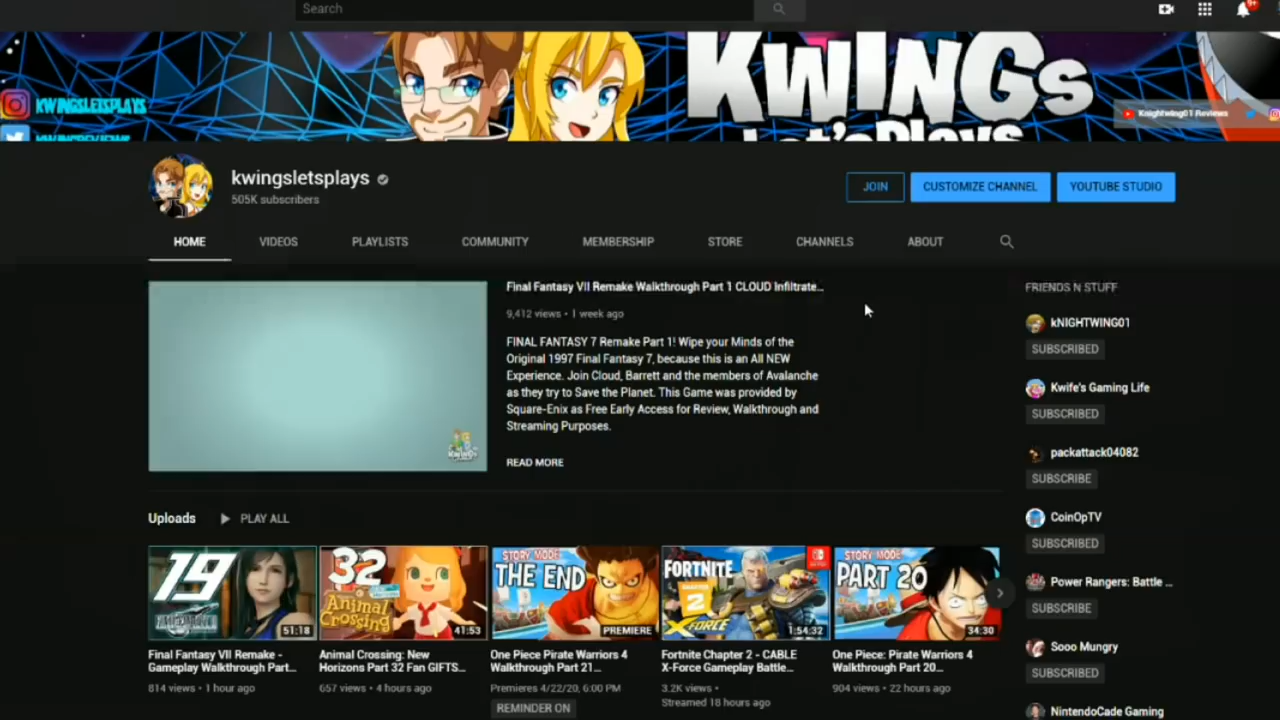 Search
9+
KWINGSLETSPLAYS
KWINGREVIEWS
KWINGs
Let'sPlays
Knightwing01 Reviews
kwingsletsplays
505K subscribers
JOIN
CUSTOMIZE CHANNEL
YOUTUBE STUDIO
HOME
VIDEOS
PLAYLISTS
COMMUNITY
MEMBERSHIP
STORE
CHANNELS
ABOUT
Final Fantasy VII Remake Walkthrough Part 1 CLOUD Infiltrate...
9,412 views • 1 week ago
FINAL FANTASY 7 Remake Part 1! Wipe your Minds of the
Original 1997 Final Fantasy 7, because this is an All NEW
Experience. Join Cloud, Barrett and the members of Avalanche
as they try to Save the Planet. This Game was provided by
Square-Enix as Free Early Access for Review, Walkthrough and
Streaming Purposes.
READ MORE
KWINGs
FRIENDS N STUFF
kNIGHTWING01
SUBSCRIBED
Kwife's Gaming Life
SUBSCRIBED
packattack04082
SUBSCRIBE
CoinOpTV
SUBSCRIBED
Power Rangers: Battle ...
SUBSCRIBE
Sooo Mungry
SUBSCRIBED
NintendoCade Gaming
Uploads
PLAY ALL
19
51:18
Final Fantasy VII Remake -
Gameplay Walkthrough Part...
814 views • 1 hour ago
32
Animal
Crossing
41:53
Animal Crossing: New
Horizons Part 32 Fan GIFTS...
657 views • 4 hours ago
STORY MODE
THE END
PREMIERE
One Piece Pirate Warriors 4
Walkthrough Part 21...
Premieres 4/22/20, 6:00 PM
REMINDER ON
FORTNITE
CHAPTER
2
X-FORCE
1:54:32
Fortnite Chapter 2 - CABLE
X-Force Gameplay Battle...
3.2K views •
Streamed 18 hours ago
STORY MODE
PART 20
34:30
One Piece: Pirate Warriors 4
Walkthrough Part 20...
904 views • 22 hours ago